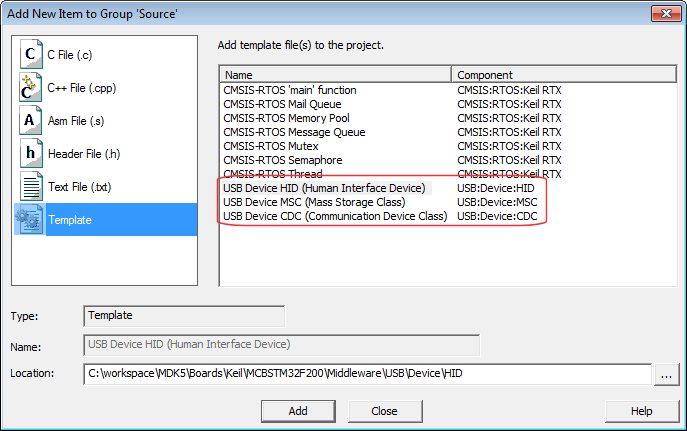 Add New Item to Group 'Source'
C File (.c)
C++ File (.cpp)
Asm File (.s)
Header File (.h)
Text File (.txt)
Template
Add template file(s) to the project.
Name Component
CMSIS-RTOS 'main' function CMSIS:RTOS:Keil RTX
CMSIS-RTOS Mail Queue CMSIS:RTOS:Keil RTX
CMSIS-RTOS Memory Pool CMSIS:RTOS:Keil RTX
CMSIS-RTOS Message Queue CMSIS:RTOS:Keil RTX
CMSIS-RTOS Mutex CMSIS:RTOS:Keil RTX
CMSIS-RTOS Semaphore CMSIS:RTOS:Keil RTX
CMSIS-RTOS Thread CMSIS:RTOS:Keil RTX
USB Device HID (Human Interface Device) USB:Device:HID
USB Device MSC (Mass Storage Class) USB:Device:MSC
USB Device CDC (Communication Device Class) USB:Device:CDC
Type: Template
Name: USB Device HID (Human Interface Device)
Location: C:\workspace\MDK5\Boards\Keil\MCBSTM32F200\Middleware\USB\Device\HID ...
Add Close Help